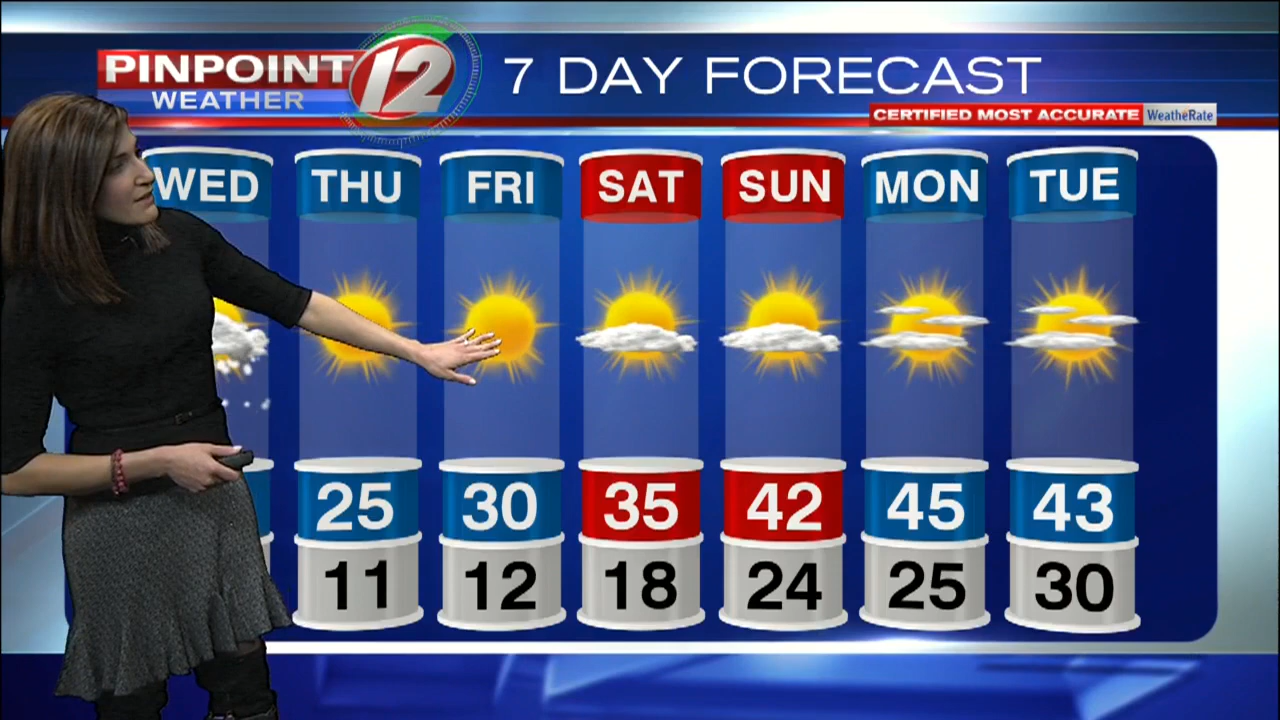 PINPOINT 12
WEATHER
7 DAY FORECAST
CERTIFIED MOST ACCURATE WeatheRate
WED THU FRI SAT SUN MON TUE
25 30 35 42 45 43
11 12 18 24 25 30